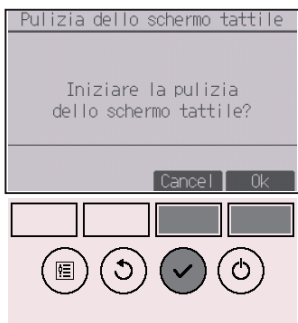 Pulizia dello schermo tattile
Iniziare la pulizia
dello schermo tattile?
Cancel Ok